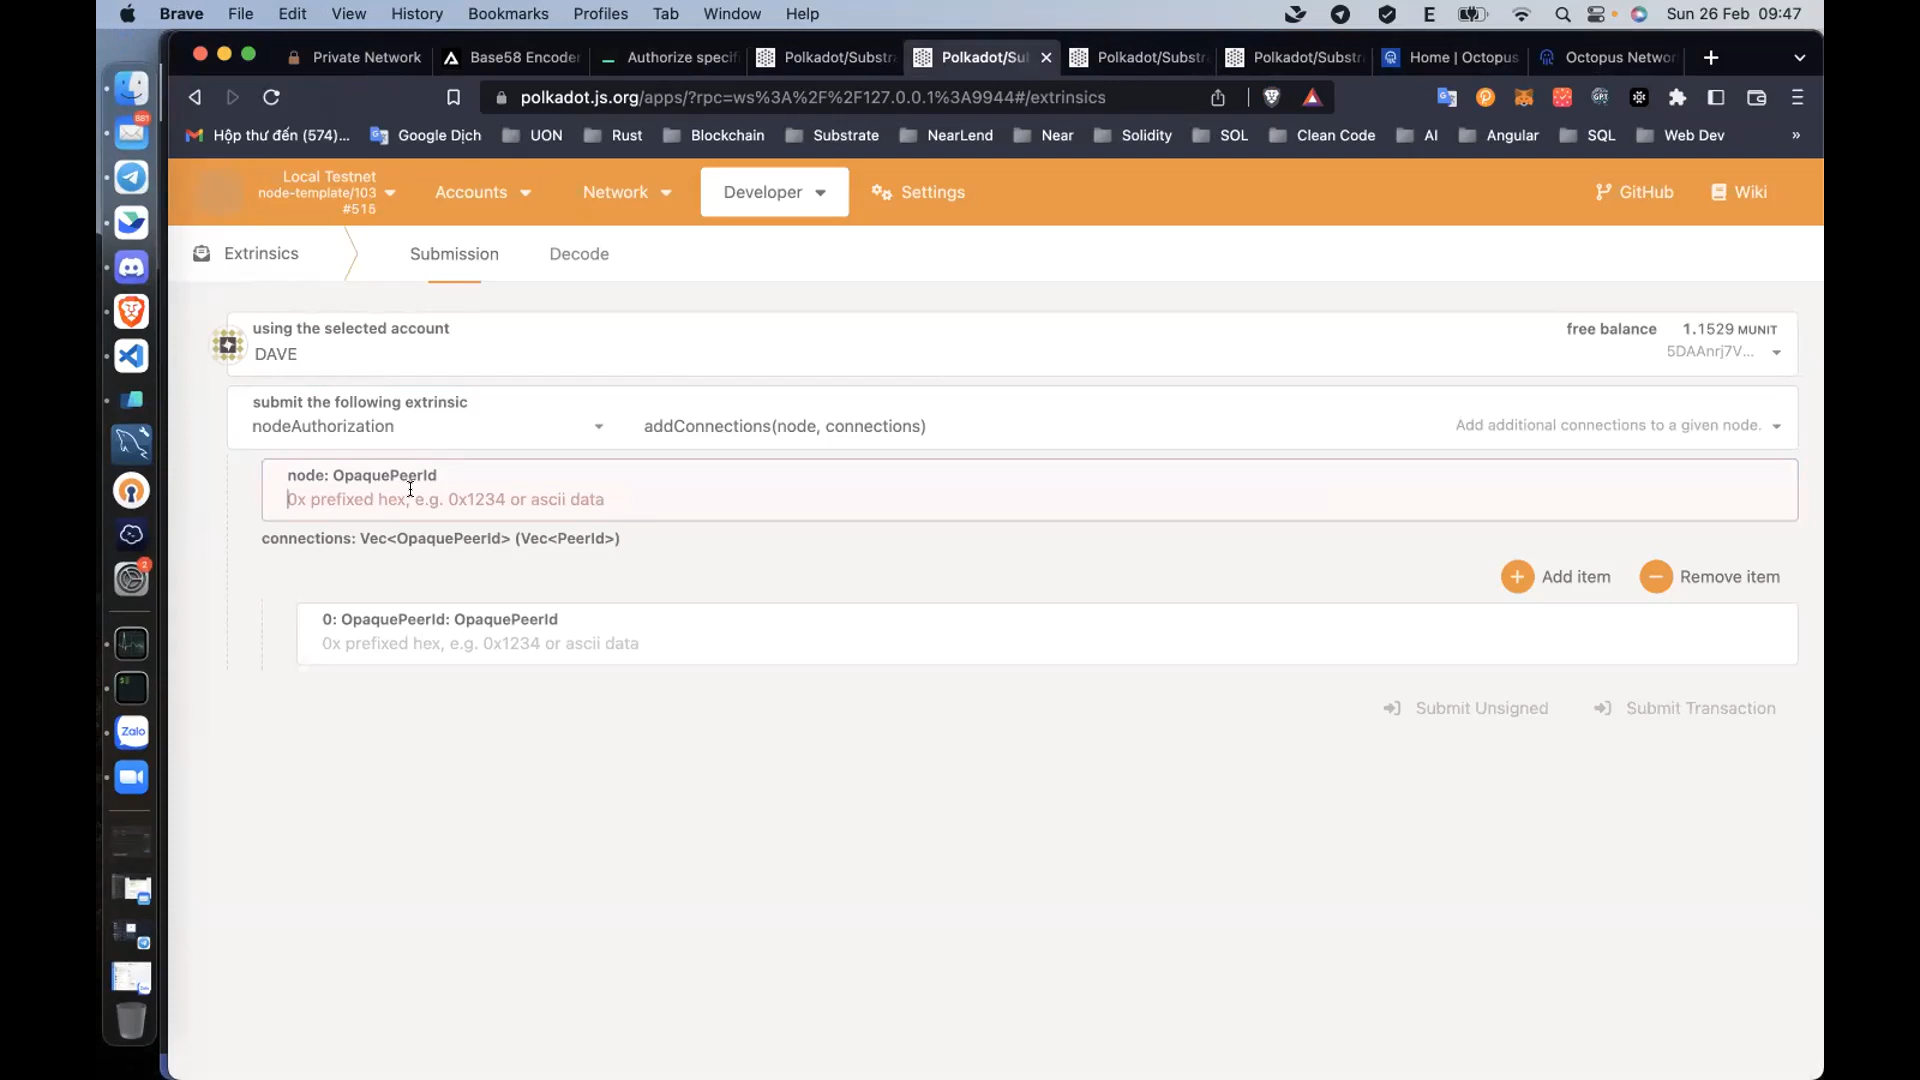 Brave File Edit View History Bookmarks Profiles Tab Window Help
E Sun 26 Feb 09:47
Private Network
Base58 Encoder
Authorize specif
Polkadot/Substr
Polkadot/Su
Polkadot/Substr
Polkadot/Substr
Home | Octopus
Octopus Networ
polkadot.js.org/apps/?rpc=ws%3A%2F%2F127.0.0.1%3A9944#/extrinsics
Hộp thư đến (574)... Google Dịch UON Rust Blockchain Substrate NearLend Near Solidity SOL Clean Code AI Angular SQL Web Dev »
881
2
Zalo
Local Testnet
node-template/103
#515
Accounts Network Developer Settings GitHub Wiki
Extrinsics Submission Decode
using the selected account
DAVE
free balance 1.1529 MUNIT
5DAAnrj7V...
submit the following extrinsic
nodeAuthorization addConnections(node, connections) Add additional connections to a given node.
node: OpaquePeerId
0x prefixed hex, e.g. 0x1234 or ascii data
connections: Vec<OpaquePeerId> (Vec<PeerId>)
Add item Remove item
0: OpaquePeerId: OpaquePeerId
0x prefixed hex, e.g. 0x1234 or ascii data
Submit Unsigned Submit Transaction